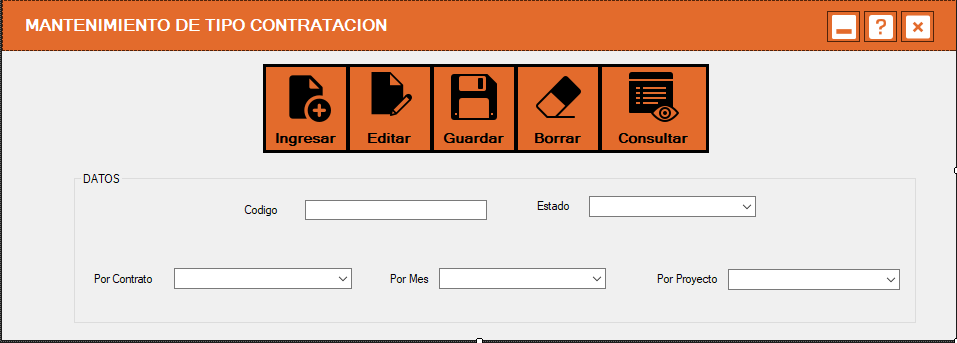 MANTENIMIENTO DE TIPO CONTRATACION
?
Ingresar Editar Guardar Borrar Consultar
DATOS
Codigo Estado
Por Contrato Por Mes Por Proyecto